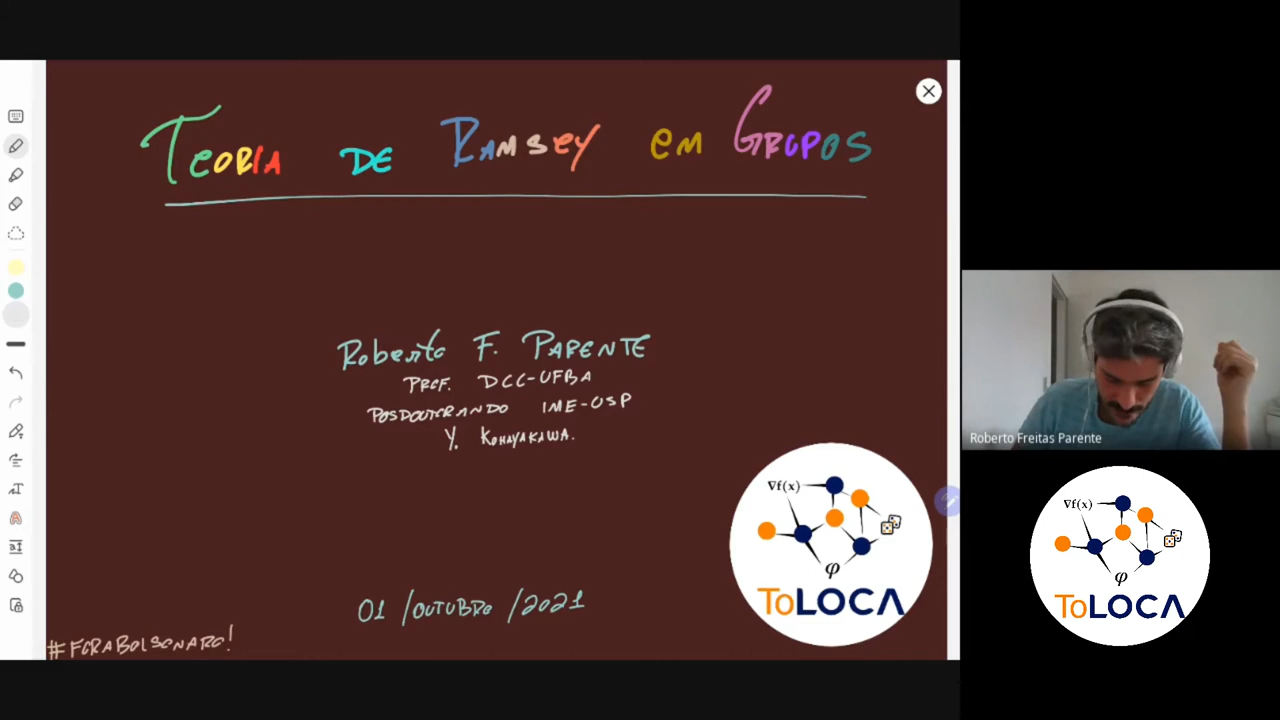 Teoria de Ramsey em Grupos
Roberto F. Parente
Prof. DCC-UFBA
Posdoutorando IME-USP
Y. Kohayakawa.
∇f(x)
φ
ToLOCA
01/Outubro/2021
#ForaBolsonaro!
Roberto Freitas Parente
∇f(x)
φ
ToLOCA